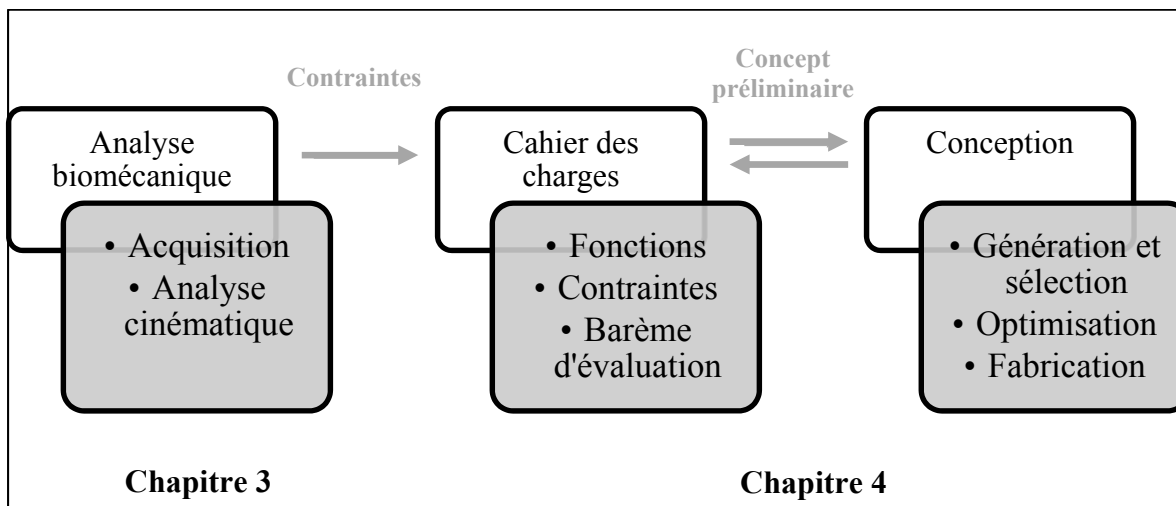 Contraintes
Concept
préliminaire
Analyse
biomécanique
• Acquisition
• Analyse
cinématique
Cahier des
charges
• Fonctions
• Contraintes
• Barème
d'évaluation
Conception
• Génération et
sélection
• Optimisation
• Fabrication
Chapitre 3
Chapitre 4